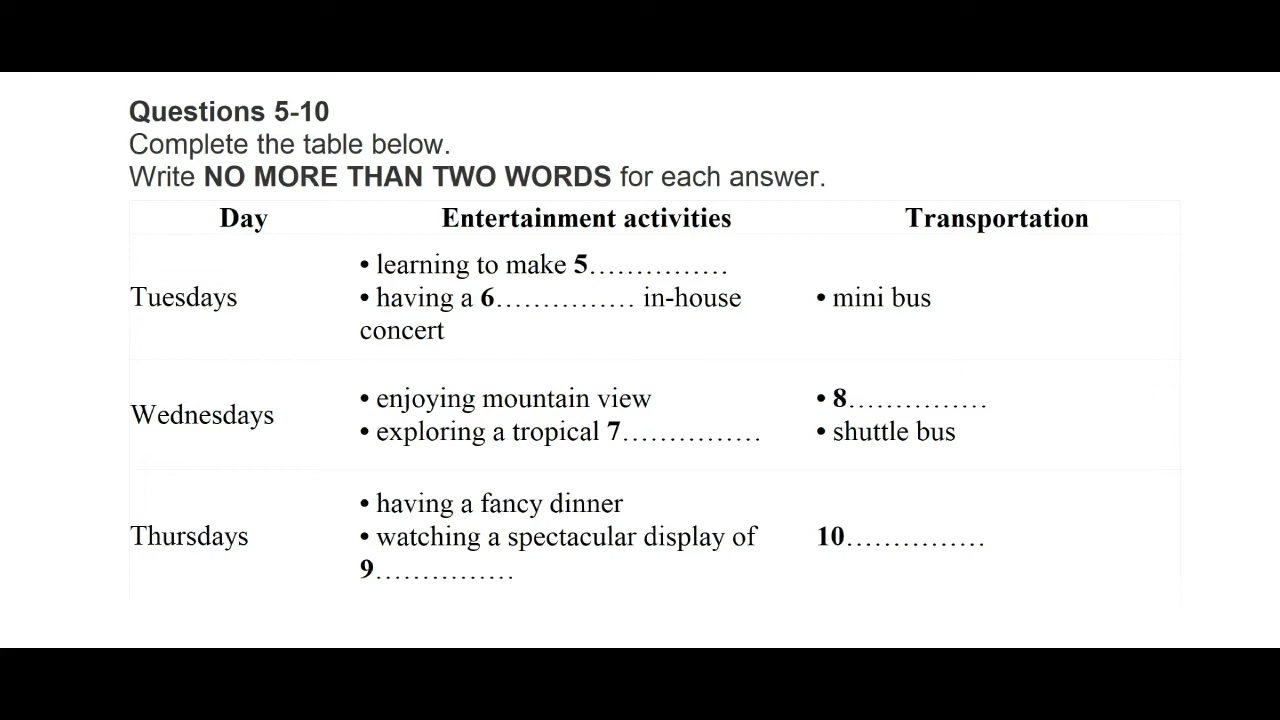 Questions 5-10
Complete the table below.
Write NO MORE THAN TWO WORDS for each answer.
Day Entertainment activities Transportation
• learning to make 5……………
Tuesdays • having a 6…………… in-house • mini bus
concert
• enjoying mountain view • 8……………
Wednesdays
• exploring a tropical 7…………… • shuttle bus
• having a fancy dinner
Thursdays • watching a spectacular display of 10……………
9……………